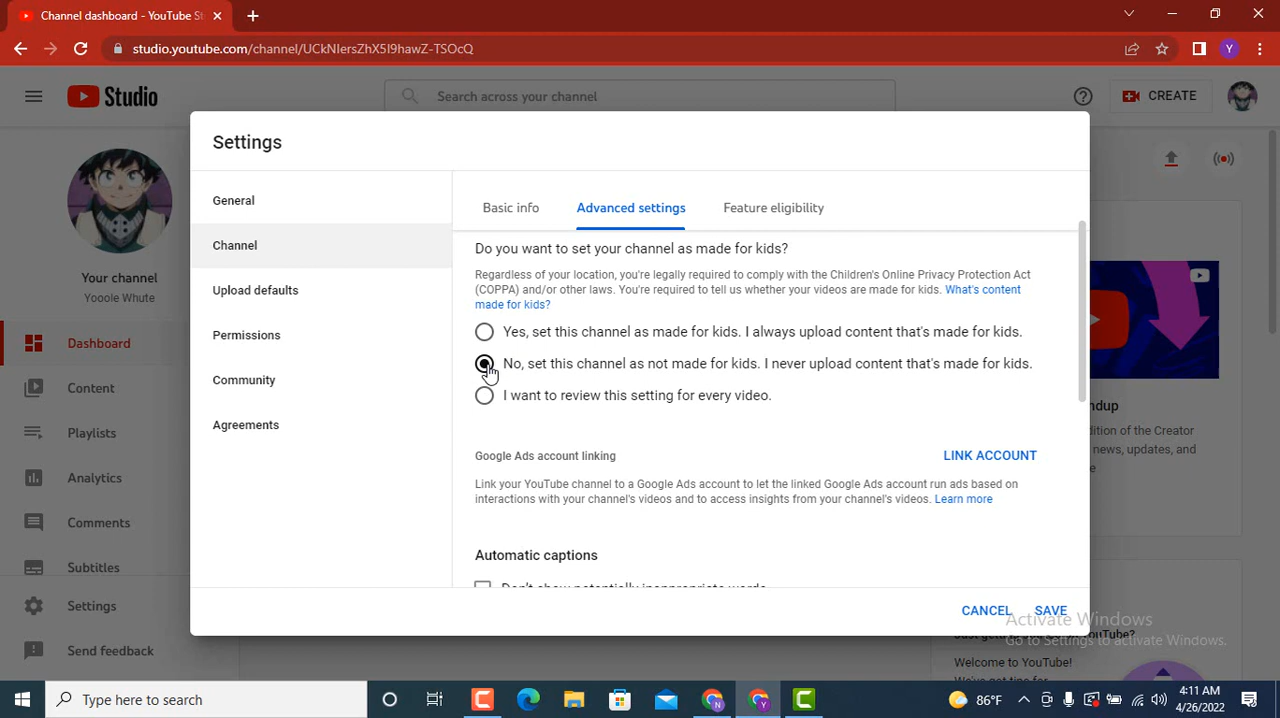 Channel dashboard - YouTube St
studio.youtube.com/channel/UCkNIersZhX5I9hawZ-TSOcQ
Y
Studio
Search across your channel
CREATE
Settings
Your channel
Yooole Whute
Dashboard
Content
Playlists
Analytics
Comments
Subtitles
Settings
Send feedback
General
Channel
Upload defaults
Permissions
Community
Agreements
Basic info
Advanced settings
Feature eligibility
Do you want to set your channel as made for kids?
Regardless of your location, you're legally required to comply with the Children's Online Privacy Protection Act
(COPPA) and/or other laws. You're required to tell us whether your videos are made for kids. What's content
made for kids?
Yes, set this channel as made for kids. I always upload content that's made for kids.
No, set this channel as not made for kids. I never upload content that's made for kids.
I want to review this setting for every video.
Google Ads account linking
LINK ACCOUNT
Link your YouTube channel to a Google Ads account to let the linked Google Ads account run ads based on
interactions with your channel's videos and to access insights from your channel's videos. Learn more
Automatic captions
Don't show potentially inappropriate words
CANCEL
SAVE
ndup
dition of the Creator
news, updates, and
Activate Windows
Go to Settings to activate Windows.
Welcome to YouTube!
Type here to search
N
Y
86°F
4:11 AM
4/26/2022